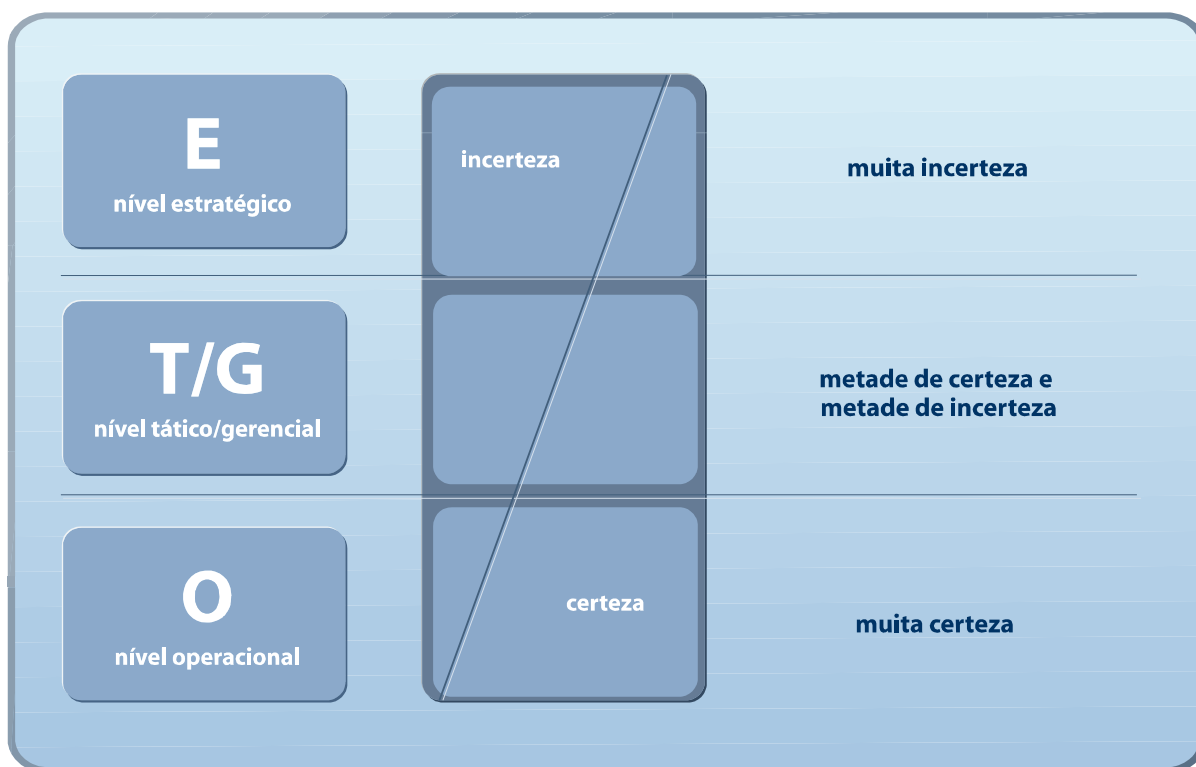 E
nível estratégico
incerteza
muita incerteza
T/G
nível tático/gerencial
metade de certeza e
metade de incerteza
O
nível operacional
certeza
muita certeza